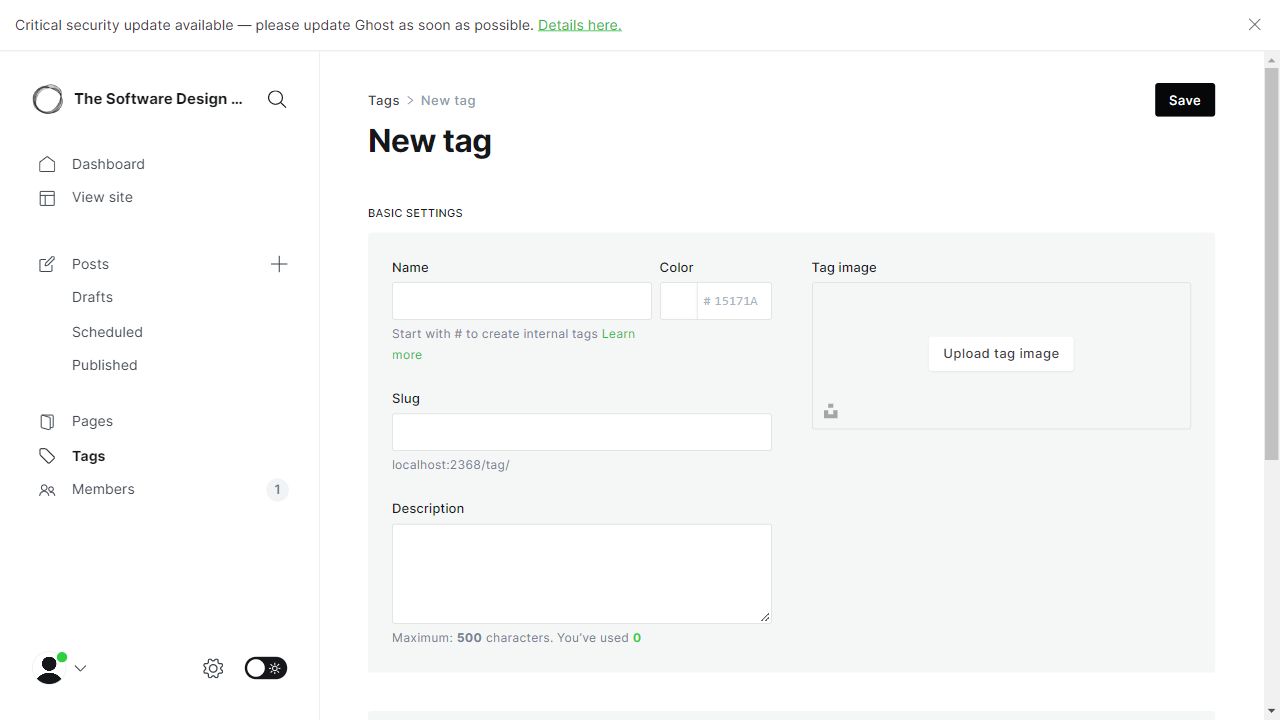 Critical security update available — please update Ghost as soon as possible. Details here.
The Software Design ...
Dashboard
View site
Posts
Drafts
Scheduled
Published
Pages
Tags
Members
1
Tags > New tag
Save
New tag
BASIC SETTINGS
Name
Color
# 15171A
Start with # to create internal tags Learn
more
Slug
localhost:2368/tag/
Description
Maximum: 500 characters. You've used 0
Tag image
Upload tag image